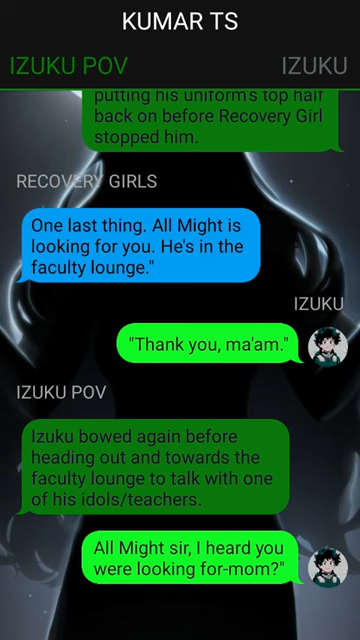 KUMAR TS
IZUKU POV
IZUKU
putting his uniform's top half
back on before Recovery Girl
stopped him.
RECOVERY GIRLS
One last thing. All Might is
looking for you. He's in the
faculty lounge."
IZUKU
"Thank you, ma'am."
IZUKU POV
Izuku bowed again before
heading out and towards the
faculty lounge to talk with one
of his idols/teachers.
All Might sir, I heard you
were looking for-mom?"